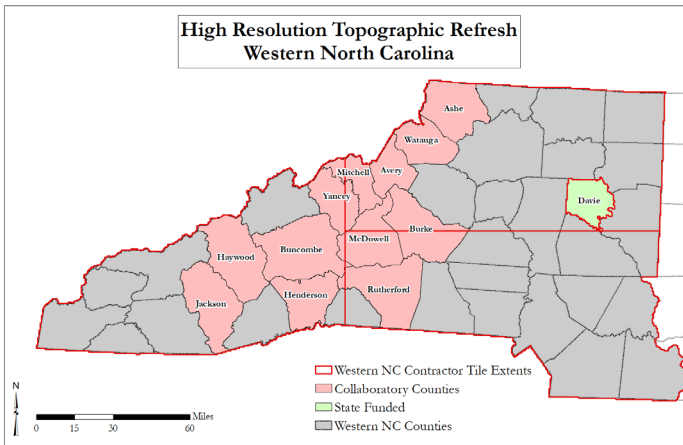 High Resolution Topographic Refresh
Western North Carolina
Ashe
Watauga
Mitchell
Avery
Yancey
Davie
Burke
McDowell
Buncombe
Haywood
Jackson
Henderson
Rutherford
Western NC Contractor Tile Extents
Collaboratory Counties
State Funded
Western NC Counties
N
Miles
0 15 30 60